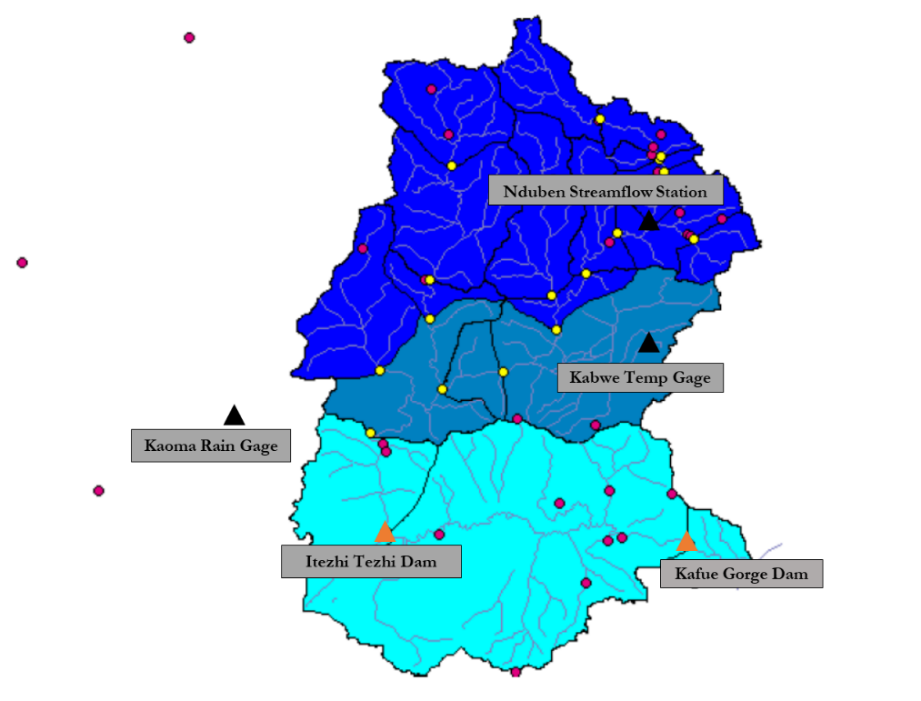 Nduben Streamflow Station
Kabwe Temp Gage
Kaoma Rain Gage
Itezhi Tezhi Dam
Kafue Gorge Dam